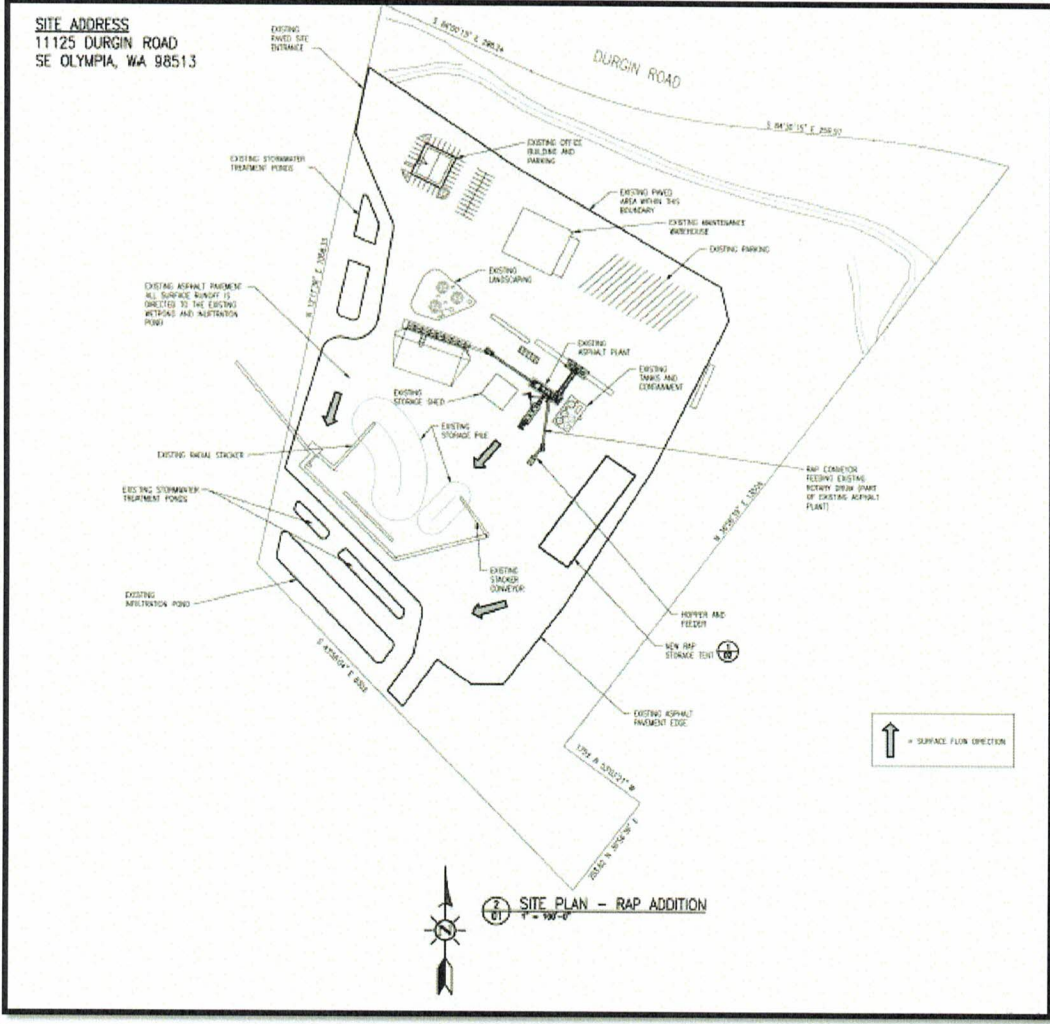 SITE ADDRESS
11125 DURGIN ROAD
SE OLYMPIA, WA 98513
EXISTING
PAVED SITE
ENTRANCE
DURGIN ROAD
EXISTING OFFICE
BUILDING AND
PARKING
EXISTING STORMWATER
TREATMENT PONDS
EXISTING PAVED
AREA WITHIN THIS
BOUNDARY
EXISTING MAINTENANCE
WAREHOUSE
EXISTING PARKING
EXISTING
LANDSCAPING
EXISTING ASPHALT PAVEMENT
ALL SURFACE RUNOFF IS
DIRECTED TO THE EXISTING
WETPOND AND INFILTRATION
POND
EXISTING
ASPHALT PLANT
EXISTING
TANKS AND
CONTAINMENT
EXISTING
STORAGE SHED
EXISTING
STORAGE PILE
EXISTING RADIAL STACKER
RAP CONVEYOR
FEEDING EXISTING
ROTARY DRUM (PART
OF EXISTING ASPHALT
PLANT)
EXISTING STORMWATER
TREATMENT PONDS
EXISTING
STACKER
CONVEYOR
EXISTING
INFILTRATION POND
HOPPER AND
FEEDER
NEW RAP
STORAGE TENT
EXISTING ASPHALT
PAVEMENT EDGE
= SURFACE FLOW DIRECTION
2
01
SITE PLAN - RAP ADDITION
1" = 100'-0"
N